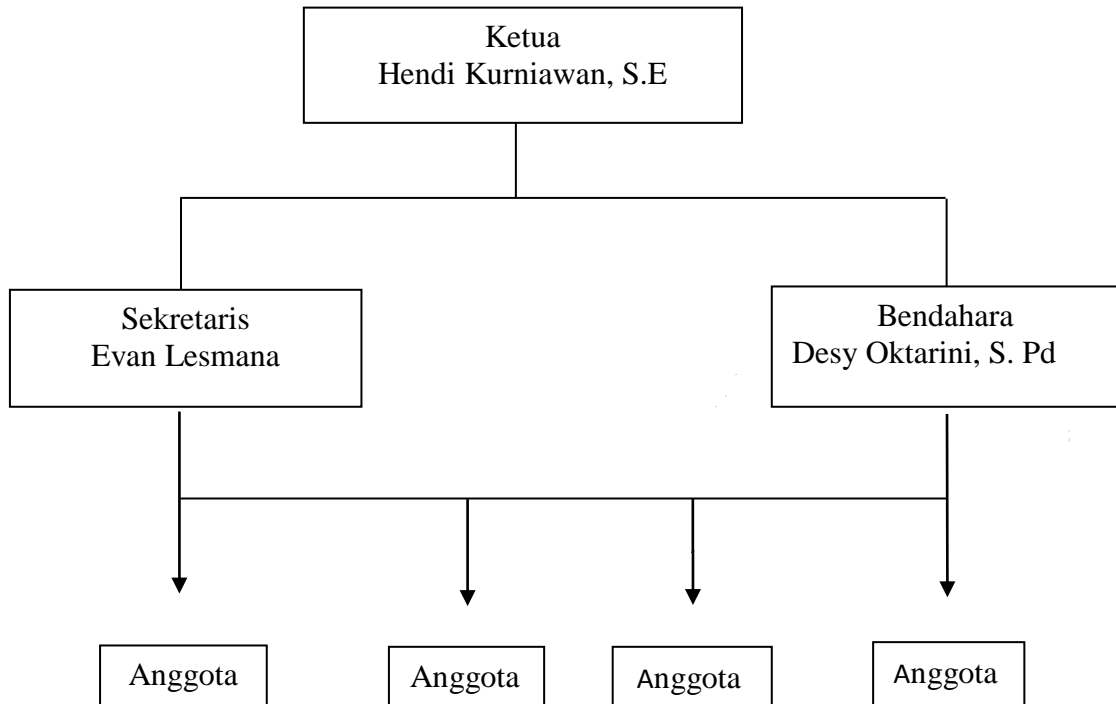 Ketua
Hendi Kurniawan, S.E
Sekretaris
Evan Lesmana
Bendahara
Desy Oktarini, S. Pd
Anggota
Anggota
Anggota
Anggota